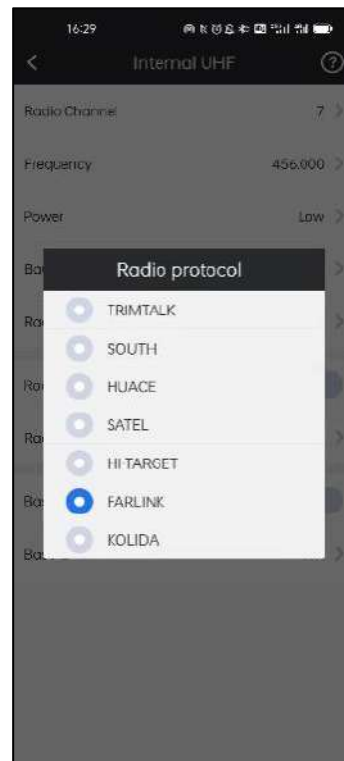 16:29
Internal UHF
Radio Channel 7
Frequency 456.000
Power Low
Radio protocol
TRIMTALK
SOUTH
HUACE
SATEL
HI-TARGET
FARLINK
KOLIDA